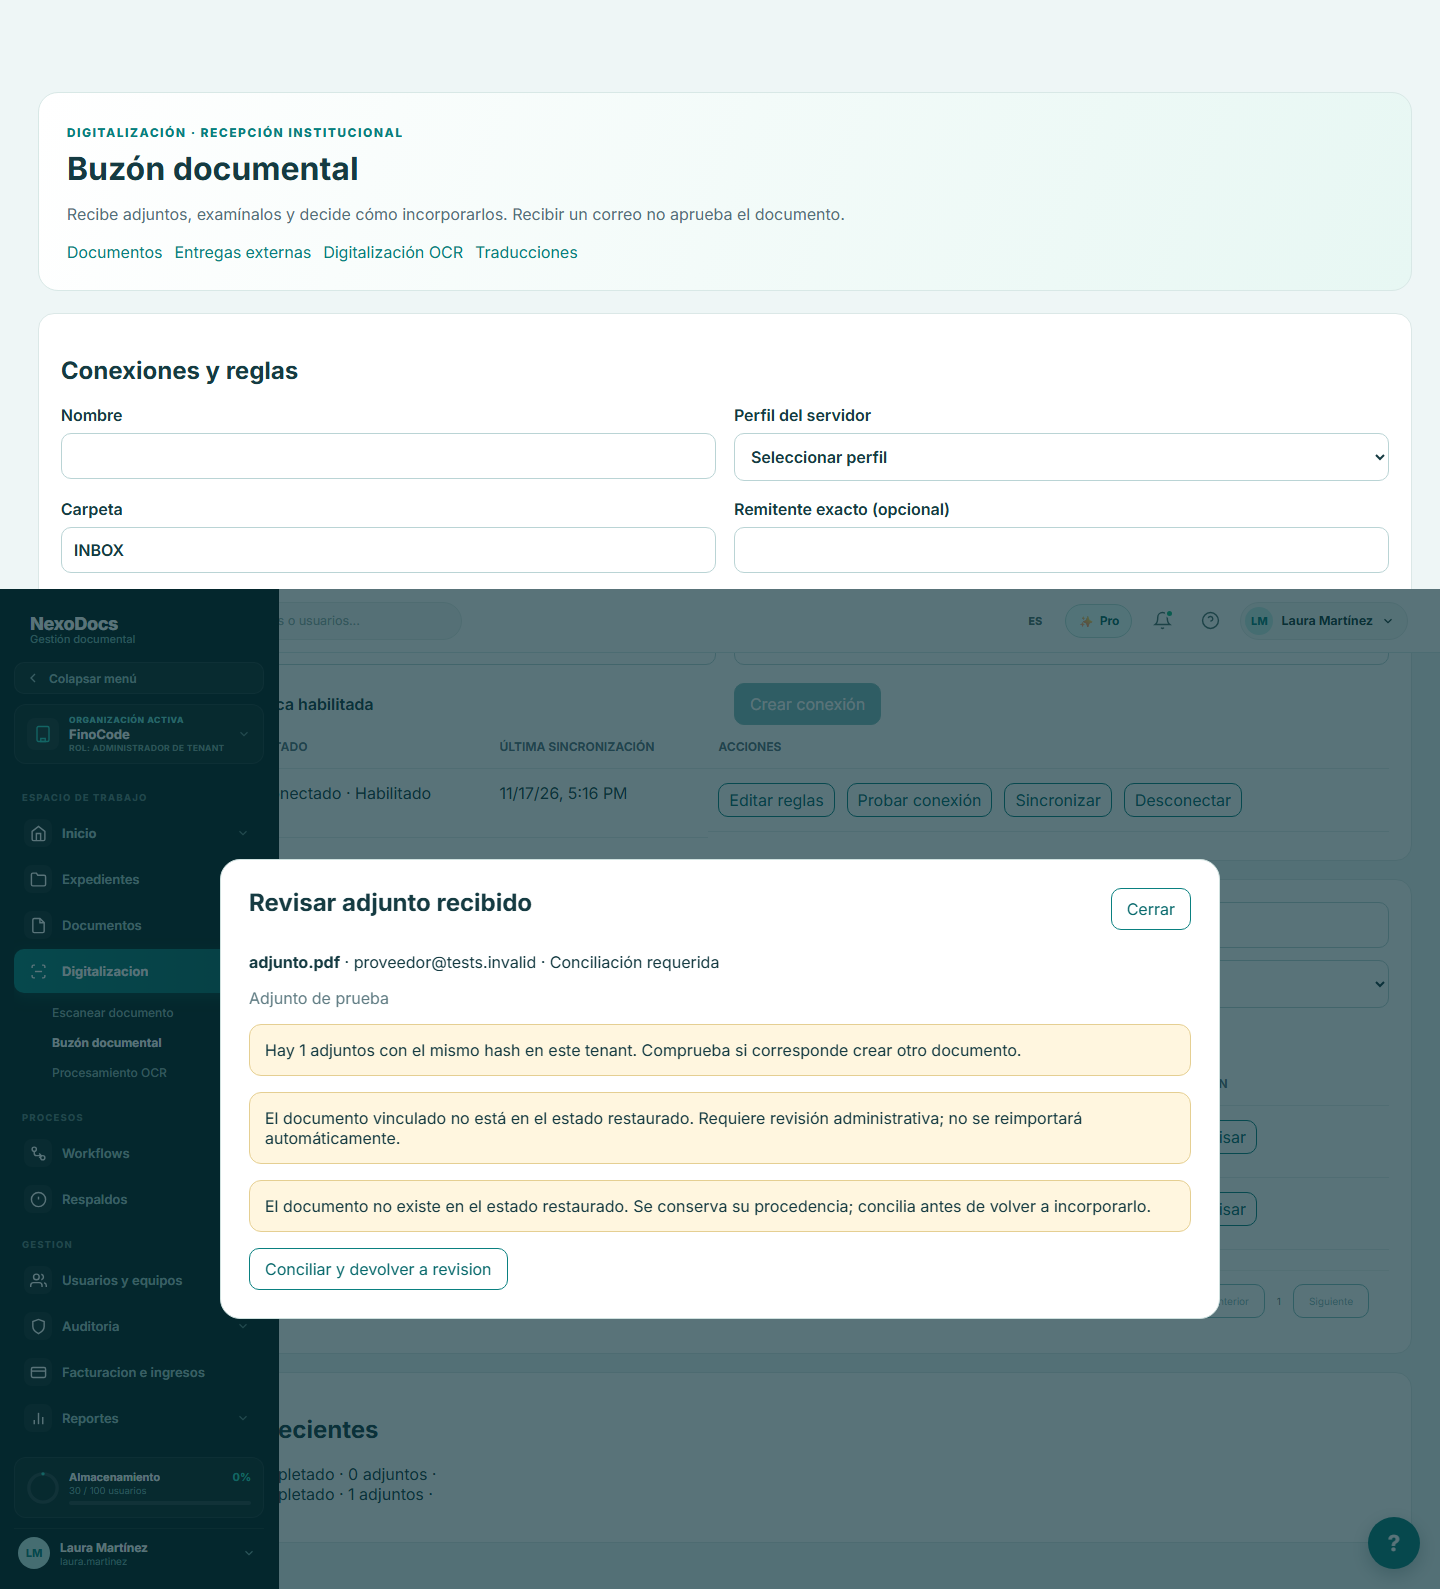 DIGITALIZACIÓN · RECEPCIÓN INSTITUCIONAL
Buzón documental
Recibe adjuntos, examínalos y decide cómo incorporarlos. Recibir un correo no aprueba el documento.
Documentos Entregas externas Digitalización OCR Traducciones
Conexiones y reglas
Nombre
Perfil del servidor
Seleccionar perfil
Carpeta
Remitente exacto (opcional)
INBOX
NexoDocs
Gestión documental
Colapsar menú
ORGANIZACIÓN ACTIVA
FinoCode
ROL: ADMINISTRADOR DE TENANT
ESPACIO DE TRABAJO
Inicio
Expedientes
Documentos
Digitalizacion
Escanear documento
Buzón documental
Procesamiento OCR
PROCESOS
Workflows
Respaldos
GESTION
Usuarios y equipos
Auditoria
Facturacion e ingresos
Reportes
Almacenamiento 0%
30 / 100 usuarios
LM Laura Martínez
laura.martinez
s o usuarios...
ES
Pro
LM Laura Martínez
ca habilitada
Crear conexión
TADO
ÚLTIMA SINCRONIZACIÓN
ACCIONES
nectado · Habilitado
11/17/26, 5:16 PM
Editar reglas Probar conexión Sincronizar Desconectar
Revisar adjunto recibido
Cerrar
adjunto.pdf · proveedor@tests.invalid · Conciliación requerida
Adjunto de prueba
Hay 1 adjuntos con el mismo hash en este tenant. Comprueba si corresponde crear otro documento.
El documento vinculado no está en el estado restaurado. Requiere revisión administrativa; no se reimportará
automáticamente.
El documento no existe en el estado restaurado. Se conserva su procedencia; concilia antes de volver a incorporarlo.
Conciliar y devolver a revision
N
isar
isar
nterior 1 Siguiente
ecientes
pletado · 0 adjuntos ·
pletado · 1 adjuntos ·
?